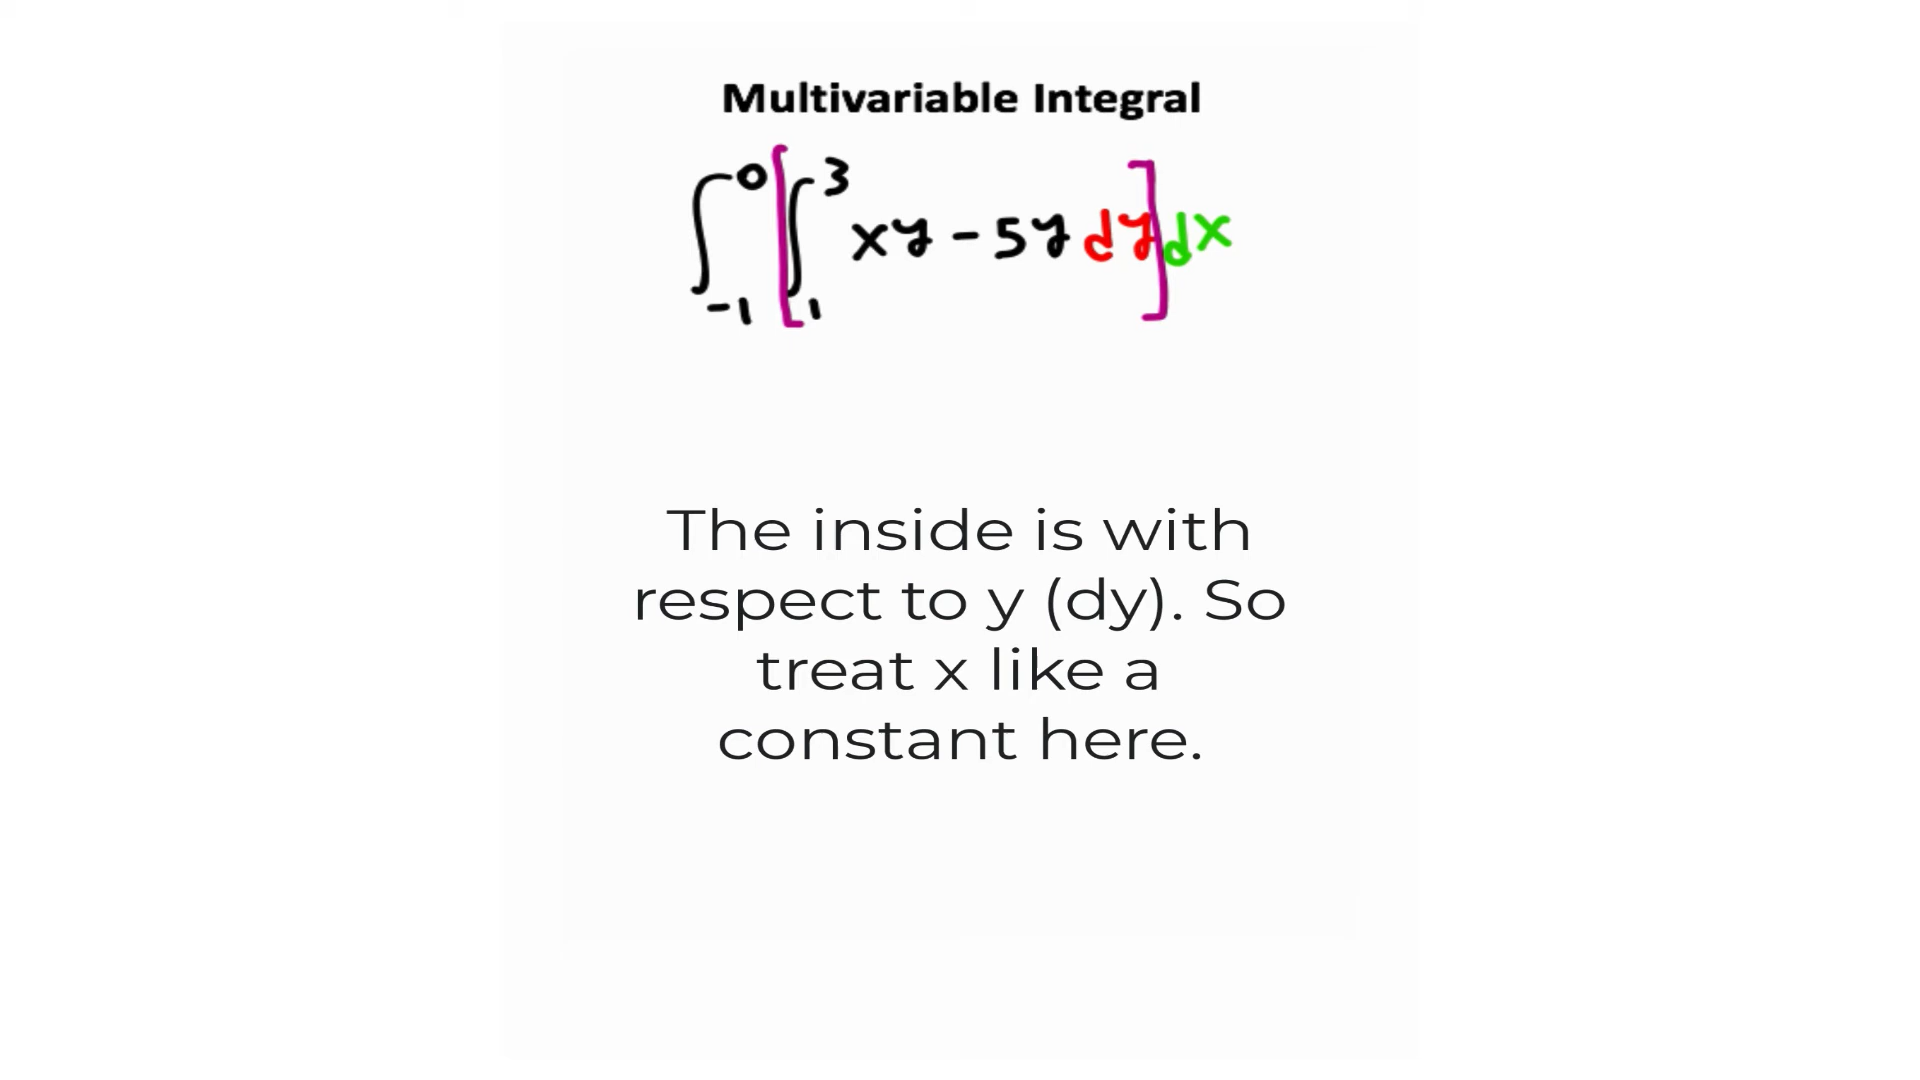 Multivariable Integral
∫₋₁⁰ [∫₁³ xy - 5y dy] dx
The inside is with
respect to y (dy). So
treat x like a
constant here.